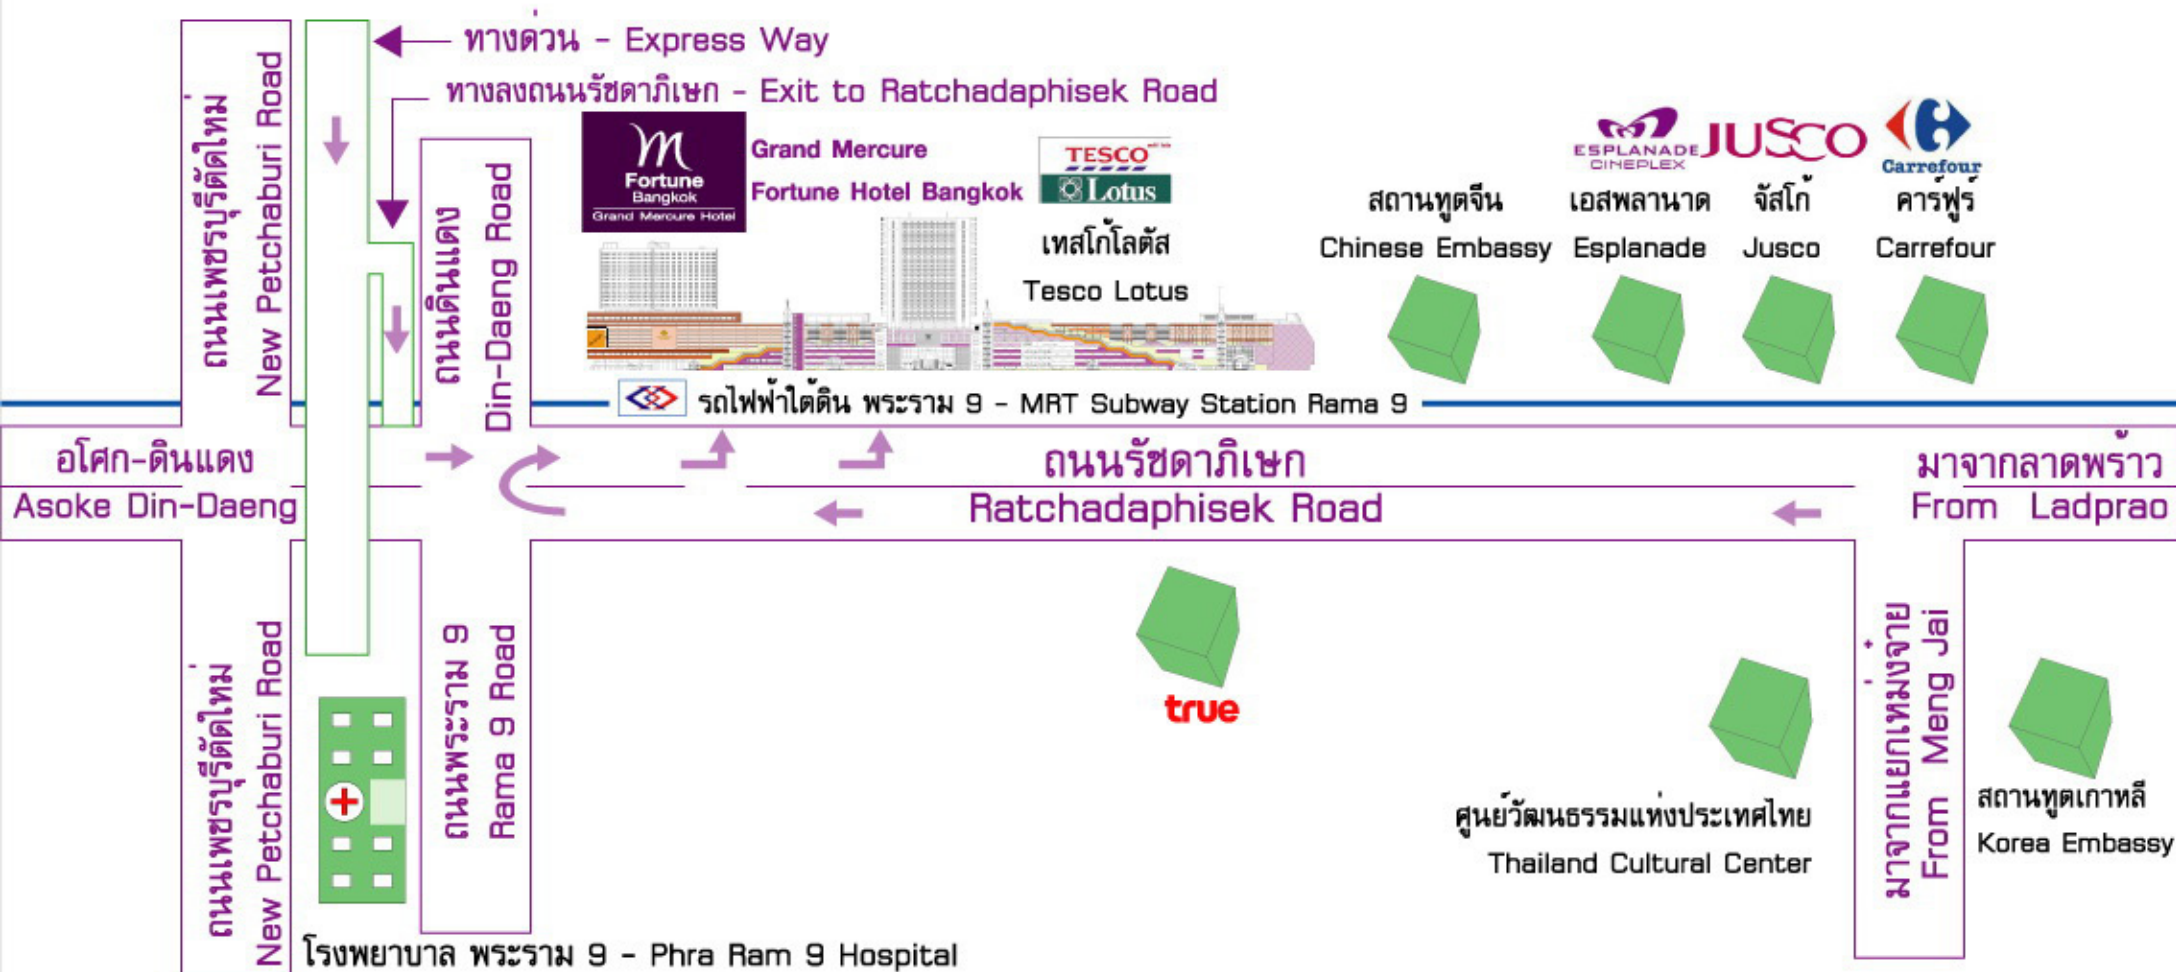 ทางด่วน - Express Way
ทางลงถนนรัชดาภิเษก - Exit to Ratchadaphisek Road
ถนนเพชรบุรีตัดใหม่
New Petchaburi Road
ถนนดินแดง
Din-Daeng Road
m
Fortune
Bangkok
Grand Mercure Hotel
Grand Mercure
Fortune Hotel Bangkok
TESCO
Lotus
เทสโก้โลตัส
Tesco Lotus
สถานทูตจีน
Chinese Embassy
ESPLANADE
CINEPLEX
เอสพลานาด
Esplanade
JUSCO
จัสโก้
Jusco
Carrefour
คาร์ฟูร์
Carrefour
รถไฟฟ้าใต้ดิน พระราม 9 - MRT Subway Station Rama 9
อโศก-ดินแดง
Asoke Din-Daeng
ถนนรัชดาภิเษก
Ratchadaphisek Road
มาจากลาดพร้าว
From Ladprao
ถนนเพชรบุรีตัดใหม่
New Petchaburi Road
ถนนพระราม 9
Rama 9 Road
true
ศูนย์วัฒนธรรมแห่งประเทศไทย
Thailand Cultural Center
มาจากแยกเหม่งจ๋าย
From Meng Jai
สถานทูตเกาหลี
Korea Embassy
โรงพยาบาล พระราม 9 - Phra Ram 9 Hospital